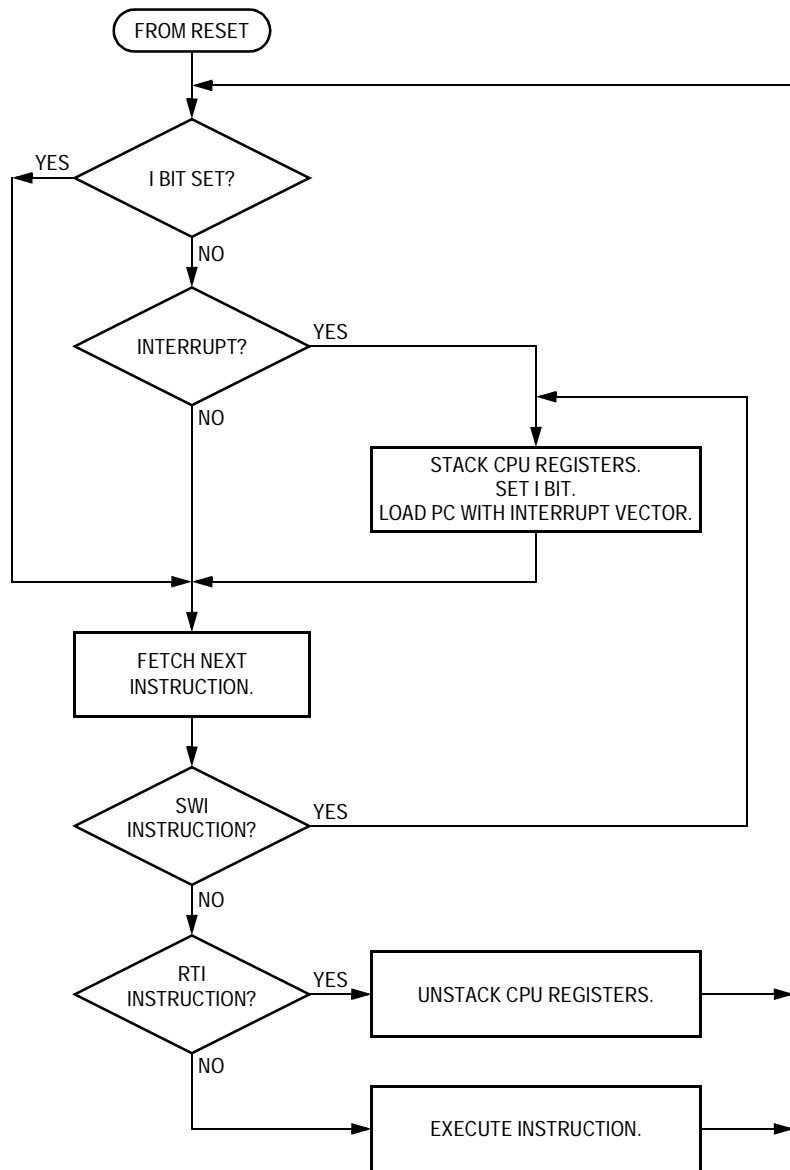 FROM RESET
YES
I BIT SET?
NO
INTERRUPT?
YES
NO
STACK CPU REGISTERS.
SET I BIT.
LOAD PC WITH INTERRUPT VECTOR.
FETCH NEXT
INSTRUCTION.
SWI
INSTRUCTION?
YES
NO
RTI
INSTRUCTION?
YES
UNSTACK CPU REGISTERS.
NO
EXECUTE INSTRUCTION.